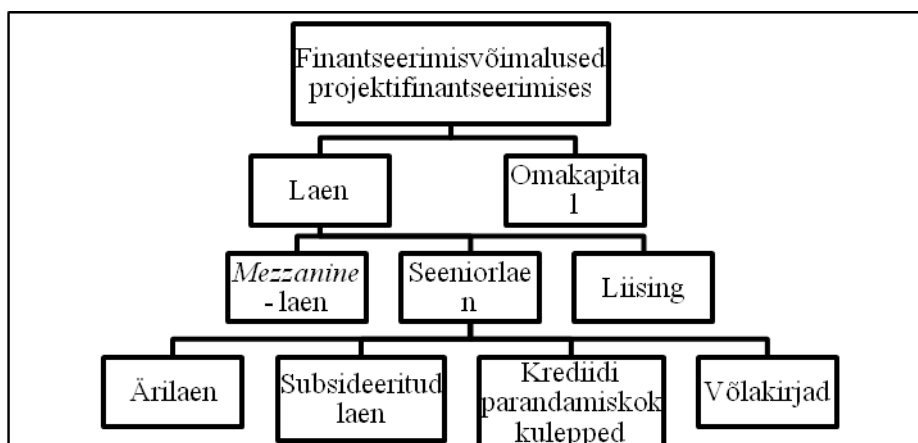 Finantseerimisvõimalused
projektifinantseerimises
Laen
Omakapita
l
Mezzanine
-laen
Seeniorlae
n
Liising
Ärilaen
Subsideeritud
laen
Krediidi
parandamiskok
kulepped
Võlakirjad